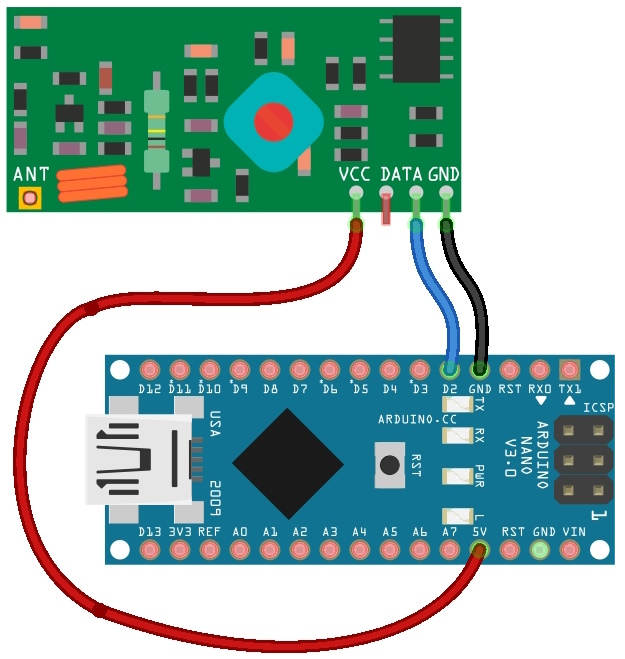 ANT
VCC DATA GND
D12 D11 D10 D9 D8 D7 D6 D5 D4 D3 D2 GND RST RX0 TX1
ICSP
ARDUINO.CC
TX
RX
PWR
L
RST
ARDUINO
NANO
V3.0
USA
2009
1
D13 3V3 REF A0 A1 A2 A3 A4 A5 A6 A7 5V RST GND VIN